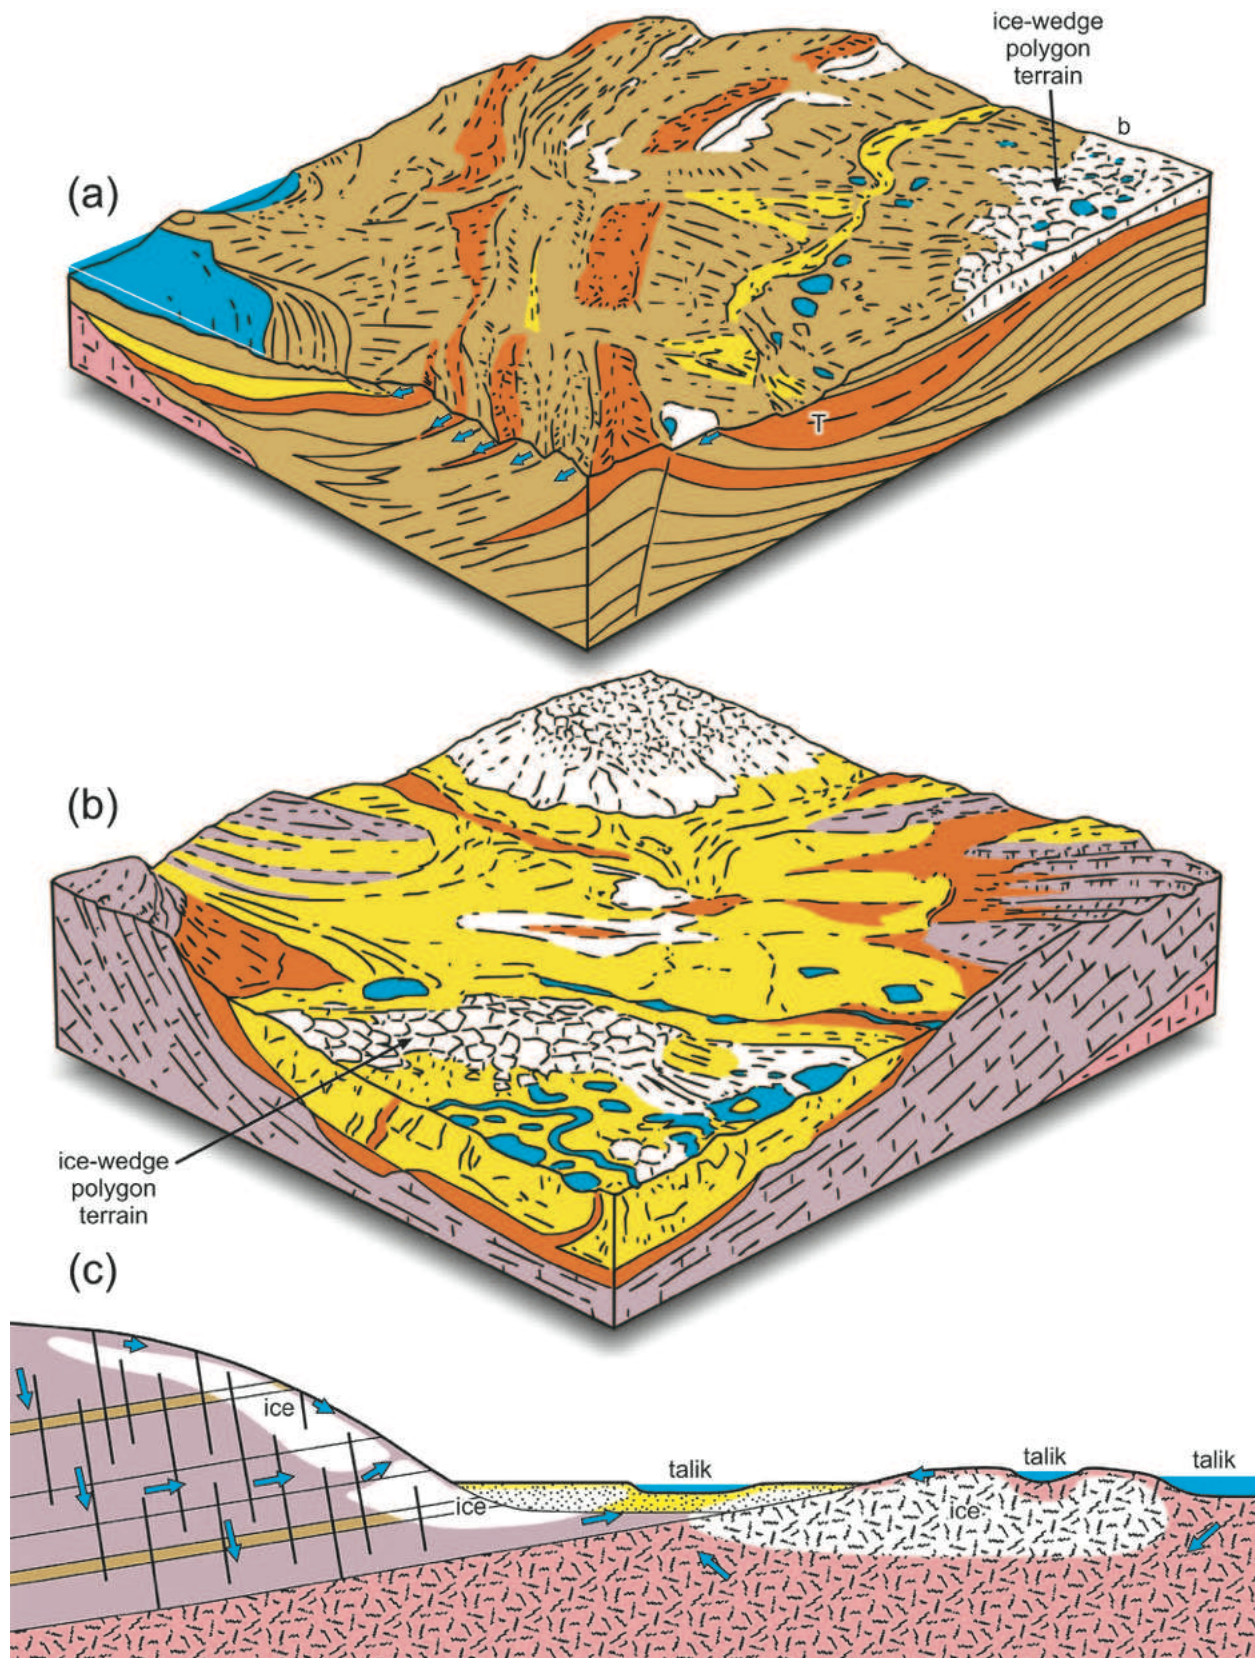 ice-wedge
polygon
terrain
b
(a)
T
(b)
ice-wedge
polygon
terrain
(c)
ice
talik
talik
talik
ice
ice